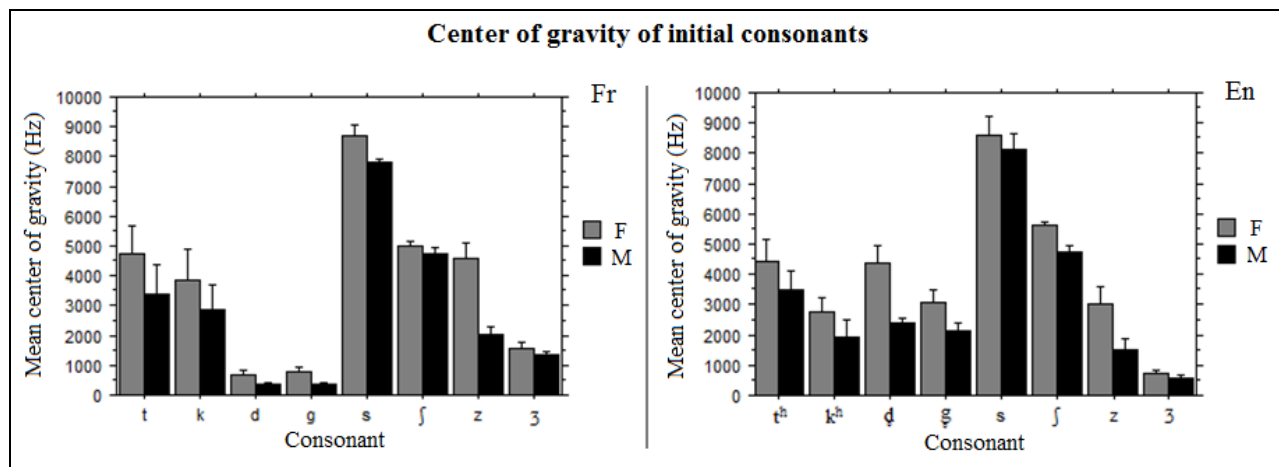 Center of gravity of initial consonants
Fr
Mean center of gravity (Hz)
10000
9000
8000
7000
6000
5000
4000
3000
2000
1000
0
t k d g s ʃ z ʒ
Consonant
F
M
En
Mean center of gravity (Hz)
10000
9000
8000
7000
6000
5000
4000
3000
2000
1000
0
tʰ kʰ d̥ g̥ s ʃ z ʒ
Consonant
F
M